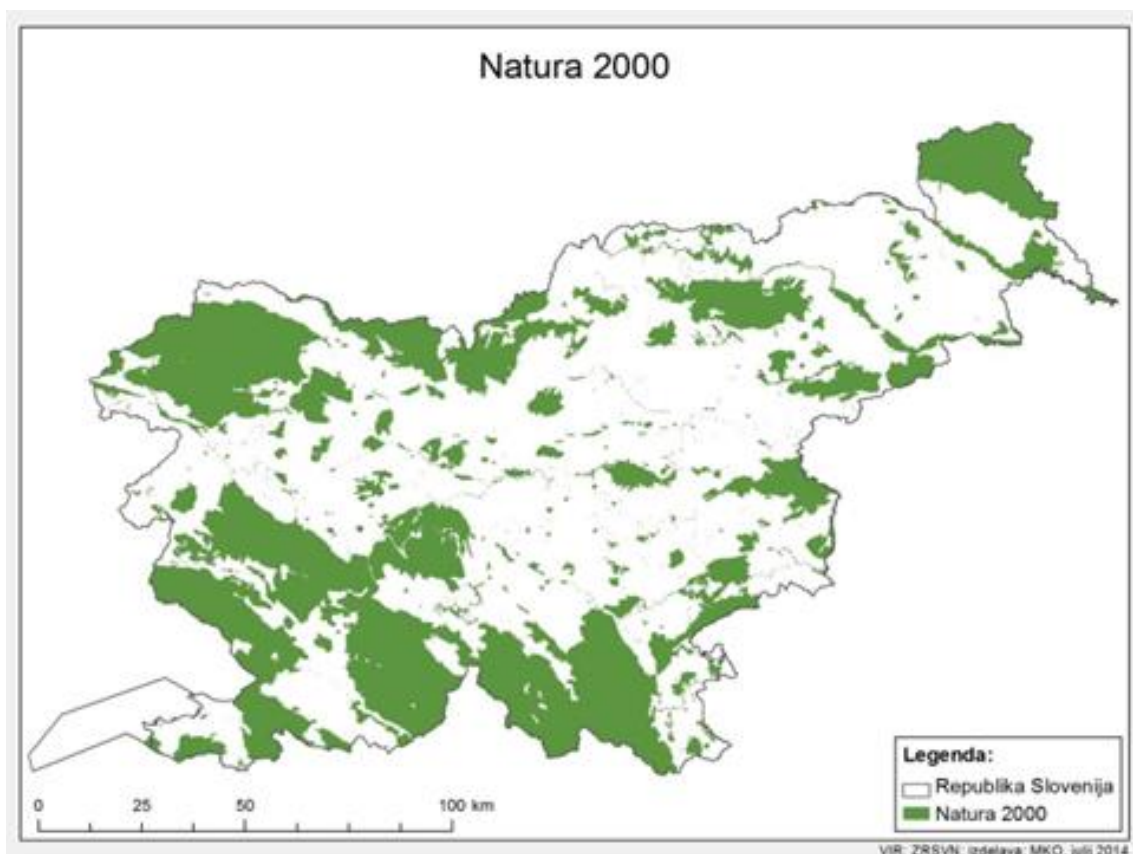 Natura 2000
Legenda:
Republika Slovenija
Natura 2000
0 25 50 100 km
VIR: ZRSVN; izdelava: MKO, julij 2014